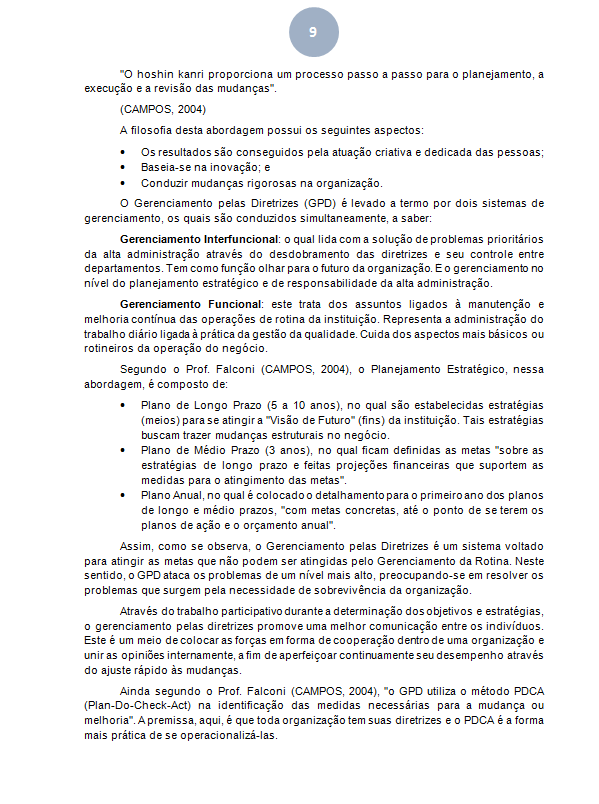 9
"O hoshin kanri proporciona um processo passo a passo para o planejamento, a
execução e a revisão das mudanças".
(CAMPOS, 2004)
A filosofia desta abordagem possui os seguintes aspectos:
• Os resultados são conseguidos pela atuação criativa e dedicada das pessoas;
• Baseia-se na inovação; e
• Conduzir mudanças rigorosas na organização.
O Gerenciamento pelas Diretrizes (GPD) é levado a termo por dois sistemas de
gerenciamento, os quais são conduzidos simultaneamente, a saber:
Gerenciamento Interfuncional: o qual lida com a solução de problemas prioritários
da alta administração através do desdobramento das diretrizes e seu controle entre
departamentos. Tem como função olhar para o futuro da organização. E o gerenciamento no
nível do planejamento estratégico e de responsabilidade da alta administração.
Gerenciamento Funcional: este trata dos assuntos ligados à manutenção e
melhoria contínua das operações de rotina da instituição. Representa a administração do
trabalho diário ligada à prática da gestão da qualidade. Cuida dos aspectos mais básicos ou
rotineiros da operação do negócio.
Segundo o Prof. Falconi (CAMPOS, 2004), o Planejamento Estratégico, nessa
abordagem, é composto de:
• Plano de Longo Prazo (5 a 10 anos), no qual são estabelecidas estratégias
(meios) para se atingir a "Visão de Futuro" (fins) da instituição. Tais estratégias
buscam trazer mudanças estruturais no negócio.
• Plano de Médio Prazo (3 anos), no qual ficam definidas as metas "sobre as
estratégias de longo prazo e feitas projeções financeiras que suportem as
medidas para o atingimento das metas".
• Plano Anual, no qual é colocado o detalhamento para o primeiro ano dos planos
de longo e médio prazos, "com metas concretas, até o ponto de se terem os
planos de ação e o orçamento anual".
Assim, como se observa, o Gerenciamento pelas Diretrizes é um sistema voltado
para atingir as metas que não podem ser atingidas pelo Gerenciamento da Rotina. Neste
sentido, o GPD ataca os problemas de um nível mais alto, preocupando-se em resolver os
problemas que surgem pela necessidade de sobrevivência da organização.
Através do trabalho participativo durante a determinação dos objetivos e estratégias,
o gerenciamento pelas diretrizes promove uma melhor comunicação entre os indivíduos.
Este é um meio de colocar as forças em forma de cooperação dentro de uma organização e
unir as opiniões internamente, a fim de aperfeiçoar continuamente seu desempenho através
do ajuste rápido às mudanças.
Ainda segundo o Prof. Falconi (CAMPOS, 2004), "o GPD utiliza o método PDCA
(Plan-Do-Check-Act) na identificação das medidas necessárias para a mudança ou
melhoria". A premissa, aqui, é que toda organização tem suas diretrizes e o PDCA é a forma
mais prática de se operacionalizá-las.